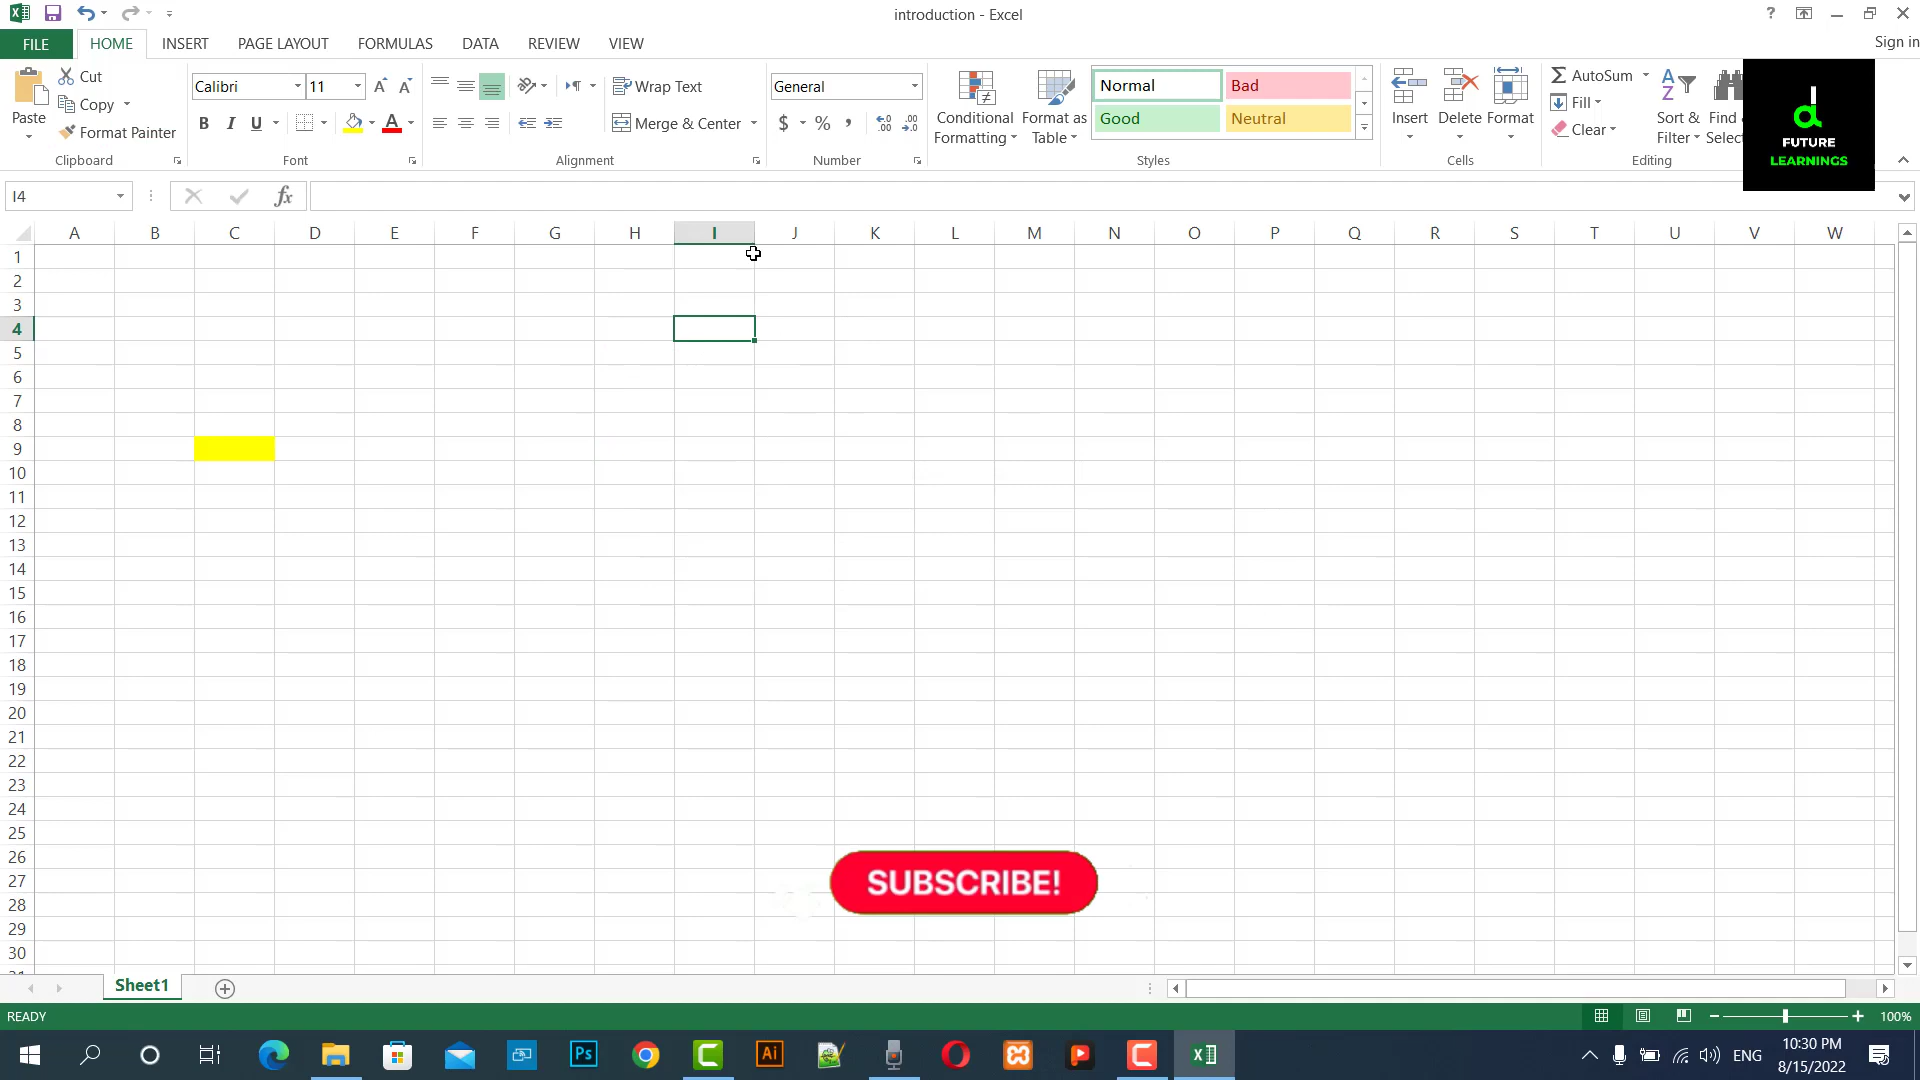 introduction - Excel
FILE HOME INSERT PAGE LAYOUT FORMULAS DATA REVIEW VIEW
Sign in
Paste
Cut
Copy
Format Painter
Clipboard
Calibri 11
B I U A
Font
Wrap Text
Merge & Center
Alignment
General
$ % ,
Number
Conditional
Formatting
Format as
Table
Normal Bad
Good Neutral
Styles
Insert Delete Format
Cells
AutoSum
Fill
Clear
Sort &
Filter
Find &
Select
Editing
FUTURE
LEARNINGS
I4
fx
A B C D E F G H I J K L M N O P Q R S T U V W
1
2
3
4
5
6
7
8
9
10
11
12
13
14
15
16
17
18
19
20
21
22
23
24
25
26
27
28
29
30
31
SUBSCRIBE!
Sheet1
READY
100%
Ps
Ai
ENG
10:30 PM
8/15/2022